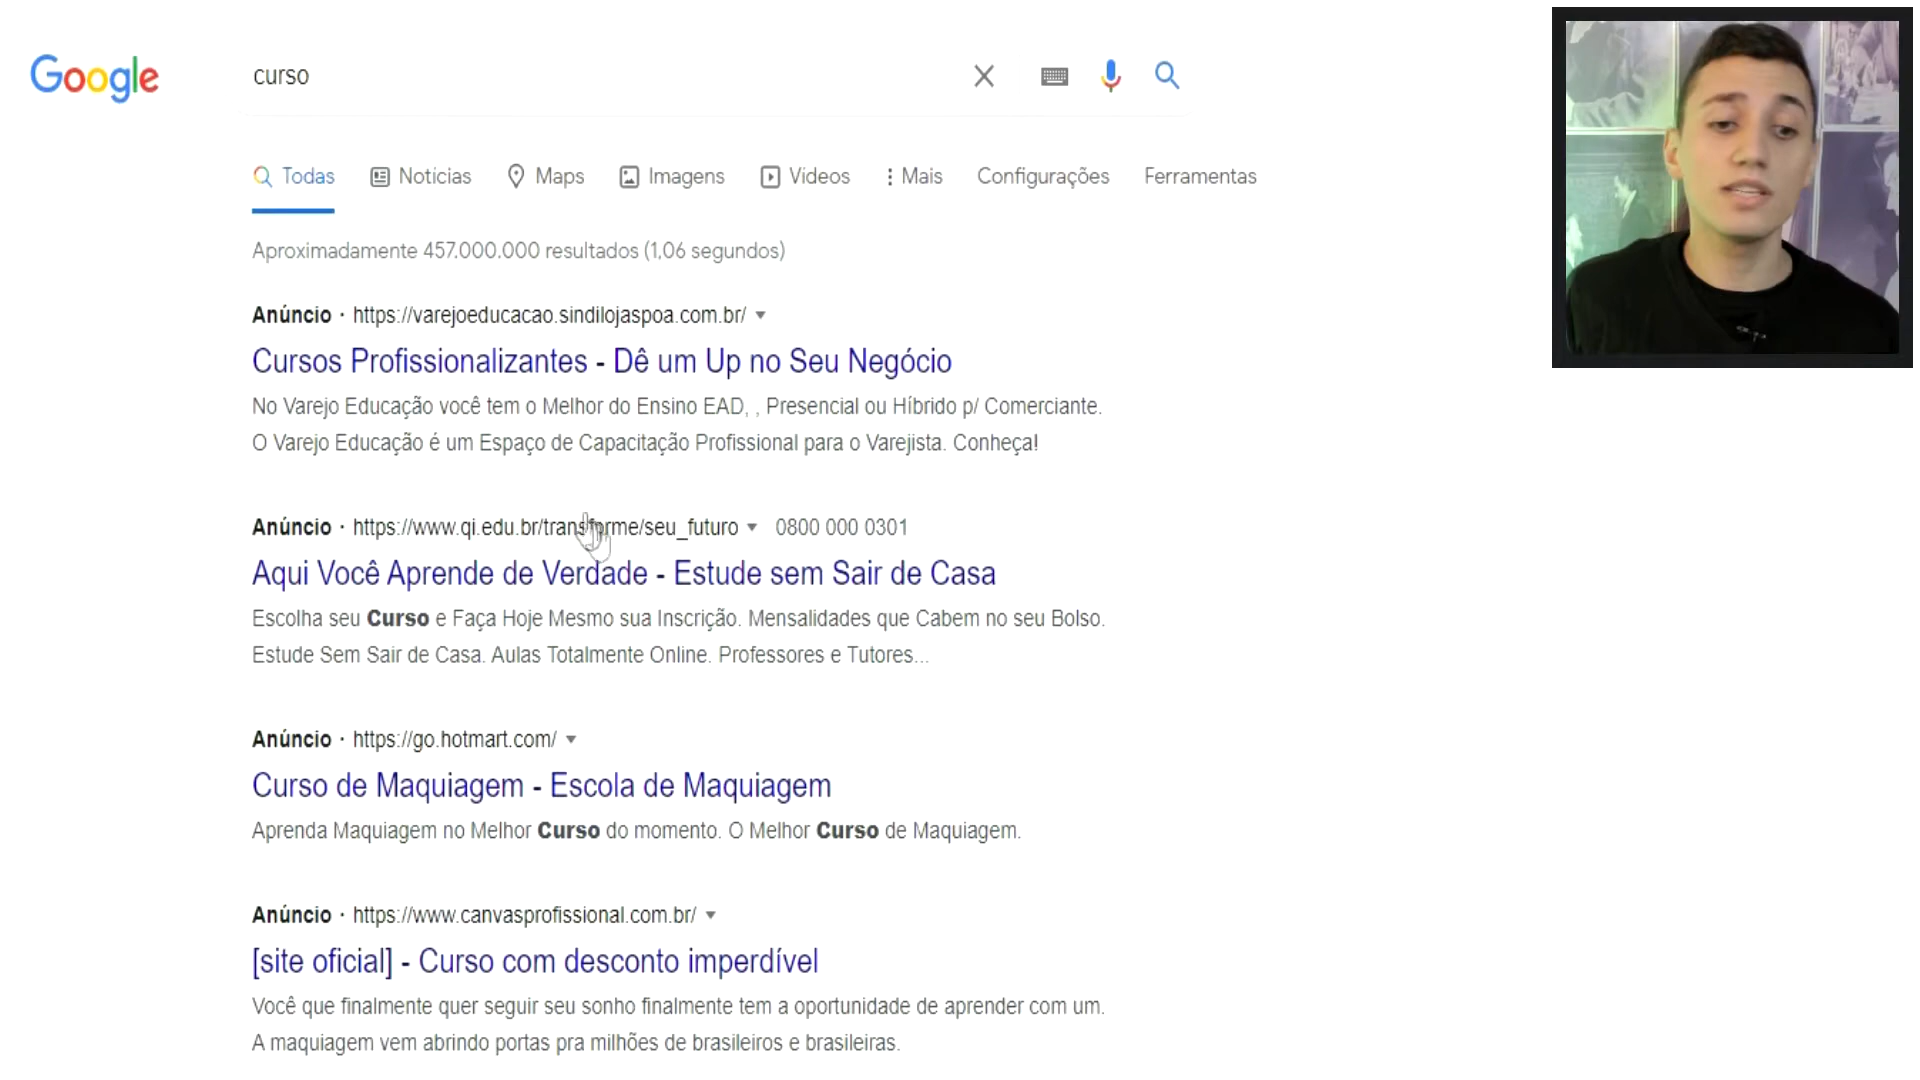 Google
curso
Todas
Notícias
Maps
Imagens
Vídeos
Mais
Configurações
Ferramentas
Aproximadamente 457.000.000 resultados (1,06 segundos)
Anúncio · https://varejoeducacao.sindilojaspoa.com.br/
Cursos Profissionalizantes - Dê um Up no Seu Negócio
No Varejo Educação você tem o Melhor do Ensino EAD, , Presencial ou Híbrido p/ Comerciante.
O Varejo Educação é um Espaço de Capacitação Profissional para o Varejista. Conheça!
Anúncio · https://www.qi.edu.br/transforme/seu_futuro 0800 000 0301
Aqui Você Aprende de Verdade - Estude sem Sair de Casa
Escolha seu Curso e Faça Hoje Mesmo sua Inscrição. Mensalidades que Cabem no seu Bolso.
Estude Sem Sair de Casa. Aulas Totalmente Online. Professores e Tutores...
Anúncio · https://go.hotmart.com/
Curso de Maquiagem - Escola de Maquiagem
Aprenda Maquiagem no Melhor Curso do momento. O Melhor Curso de Maquiagem.
Anúncio · https://www.canvasprofissional.com.br/
[site oficial] - Curso com desconto imperdível
Você que finalmente quer seguir seu sonho finalmente tem a oportunidade de aprender com um.
A maquiagem vem abrindo portas pra milhões de brasileiros e brasileiras.